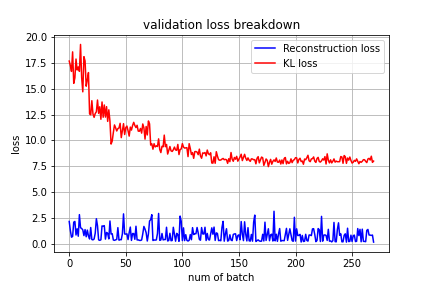 validation loss breakdown
20.0
17.5
15.0
12.5
10.0
7.5
5.0
2.5
0.0
loss
Reconstruction loss
KL loss
0 50 100 150 200 250
num of batch